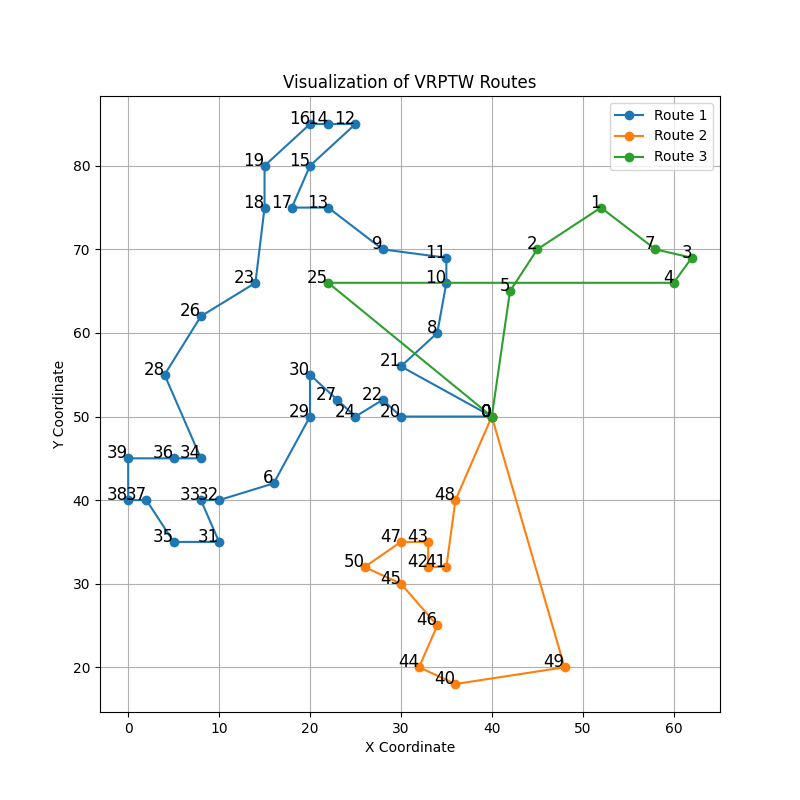 Visualization of VRPTW Routes
Route 1
Route 2
Route 3
16 14 12
19 15
18 17 13 1
9 2 7
11 3
23 25 10 4
5
26
8
21
28 30
27 22
29 24 20 0
39 36 34
6
38 37 33 32 48
35 31 47 43
50 42 41
45
46
44 49
40
80
70
60
50
40
30
20
0 10 20 30 40 50 60
X Coordinate
Y Coordinate